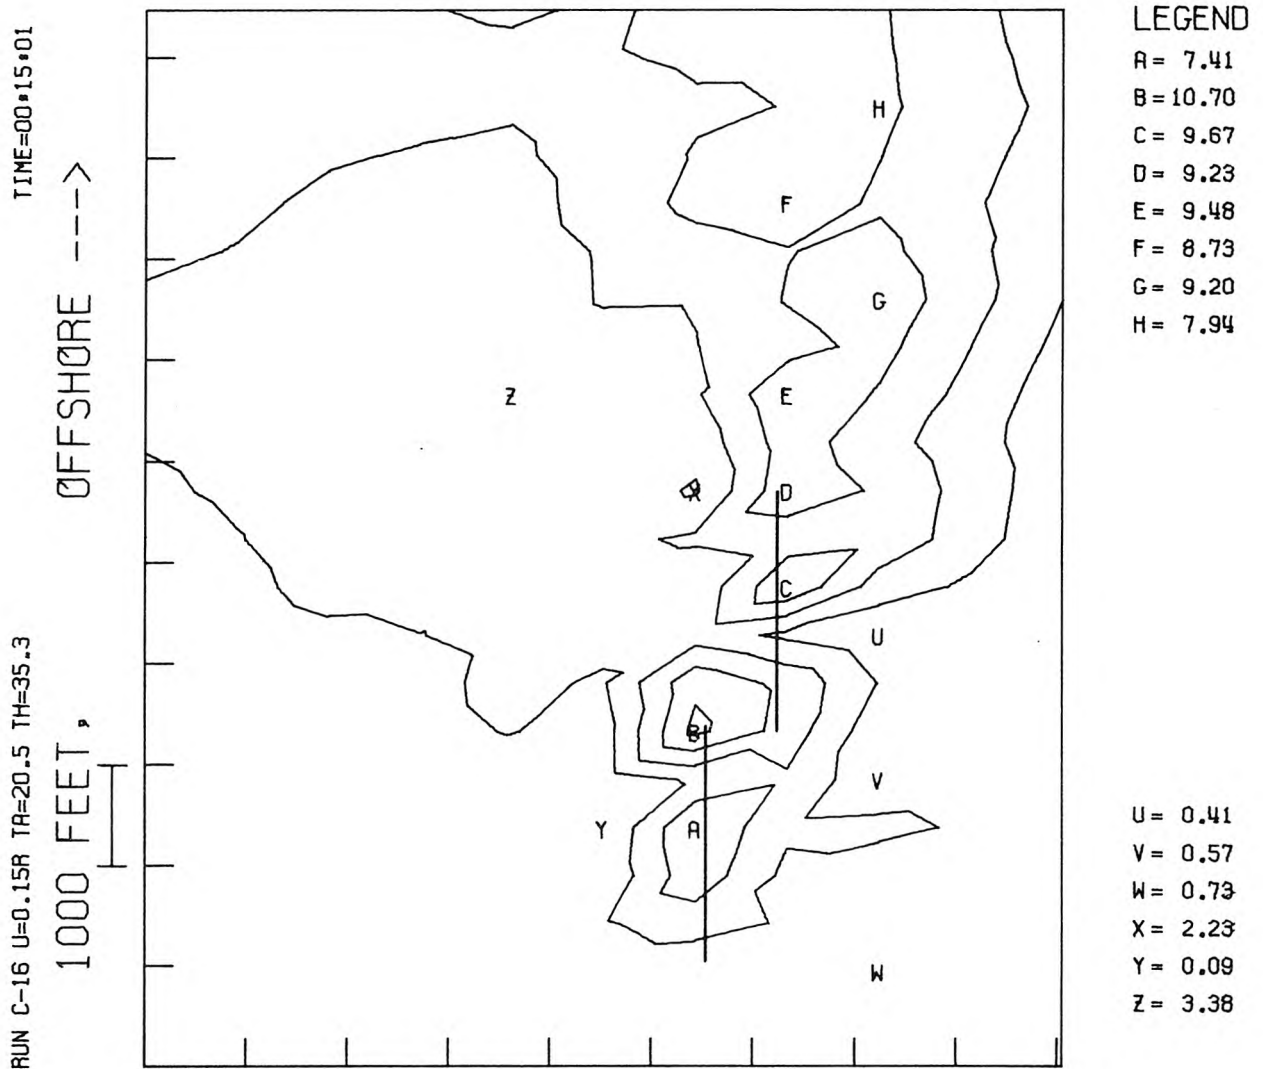 TIME=00:15:01
OFFSHORE --->
RUN C-16 U=0.15R TA=20.5 TH=35.3
1000 FEET,
LEGEND
A= 7.41
B=10.70
C= 9.67
D= 9.23
E= 9.48
F= 8.73
G= 9.20
H= 7.94
U= 0.41
V= 0.57
W= 0.73
X= 2.23
Y= 0.09
Z= 3.38
H
F
G
Z
E
X
D
C
U
B
V
Y
A
W